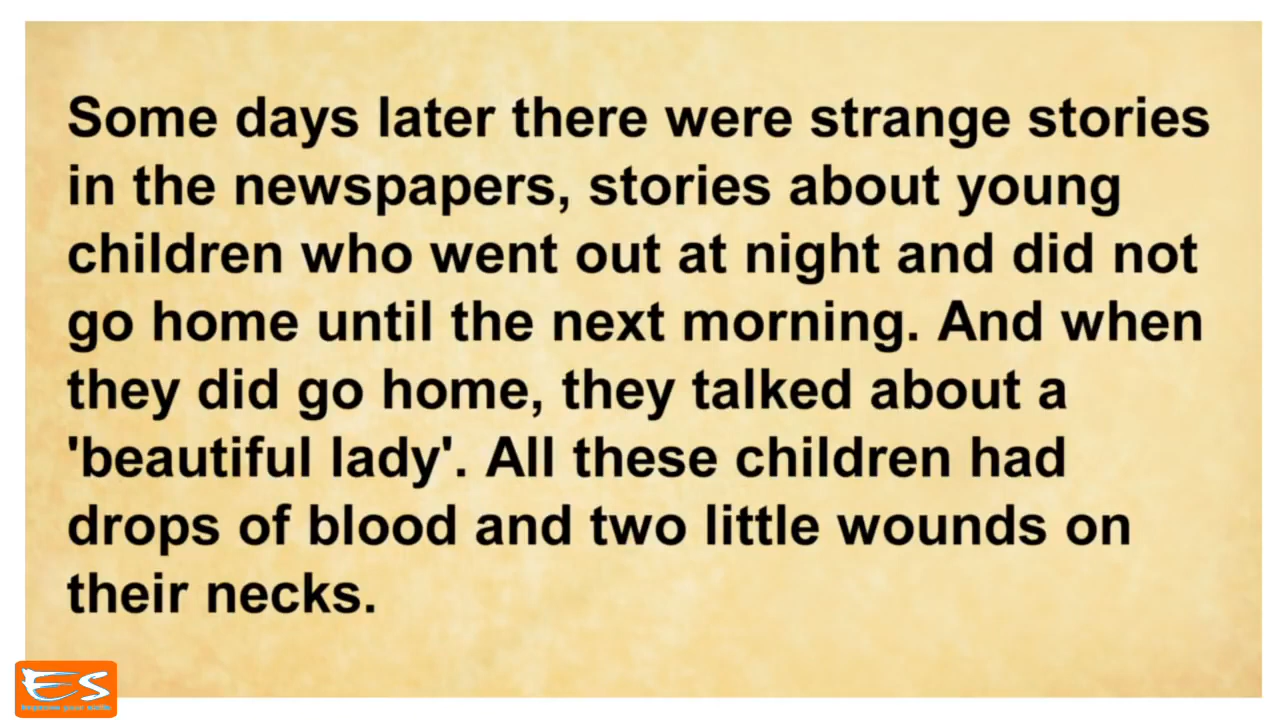 Some days later there were strange stories
in the newspapers, stories about young
children who went out at night and did not
go home until the next morning. And when
they did go home, they talked about a
'beautiful lady'. All these children had
drops of blood and two little wounds on
their necks.
ES